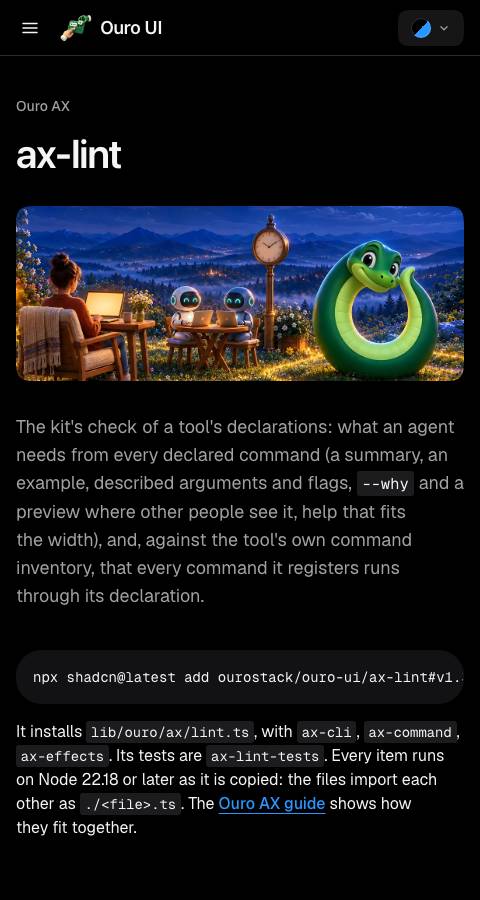 Ouro UI
Ouro AX
ax-lint
The kit's check of a tool's declarations: what an agent
needs from every declared command (a summary, an
example, described arguments and flags, --why and a
preview where other people see it, help that fits
the width), and, against the tool's own command
inventory, that every command it registers runs
through its declaration.
npx shadcn@latest add ourostack/ouro-ui/ax-lint#v1.
It installs lib/ouro/ax/lint.ts, with ax-cli, ax-command,
ax-effects. Its tests are ax-lint-tests. Every item runs
on Node 22.18 or later as it is copied: the files import each
other as ./<file>.ts. The Ouro AX guide shows how
they fit together.